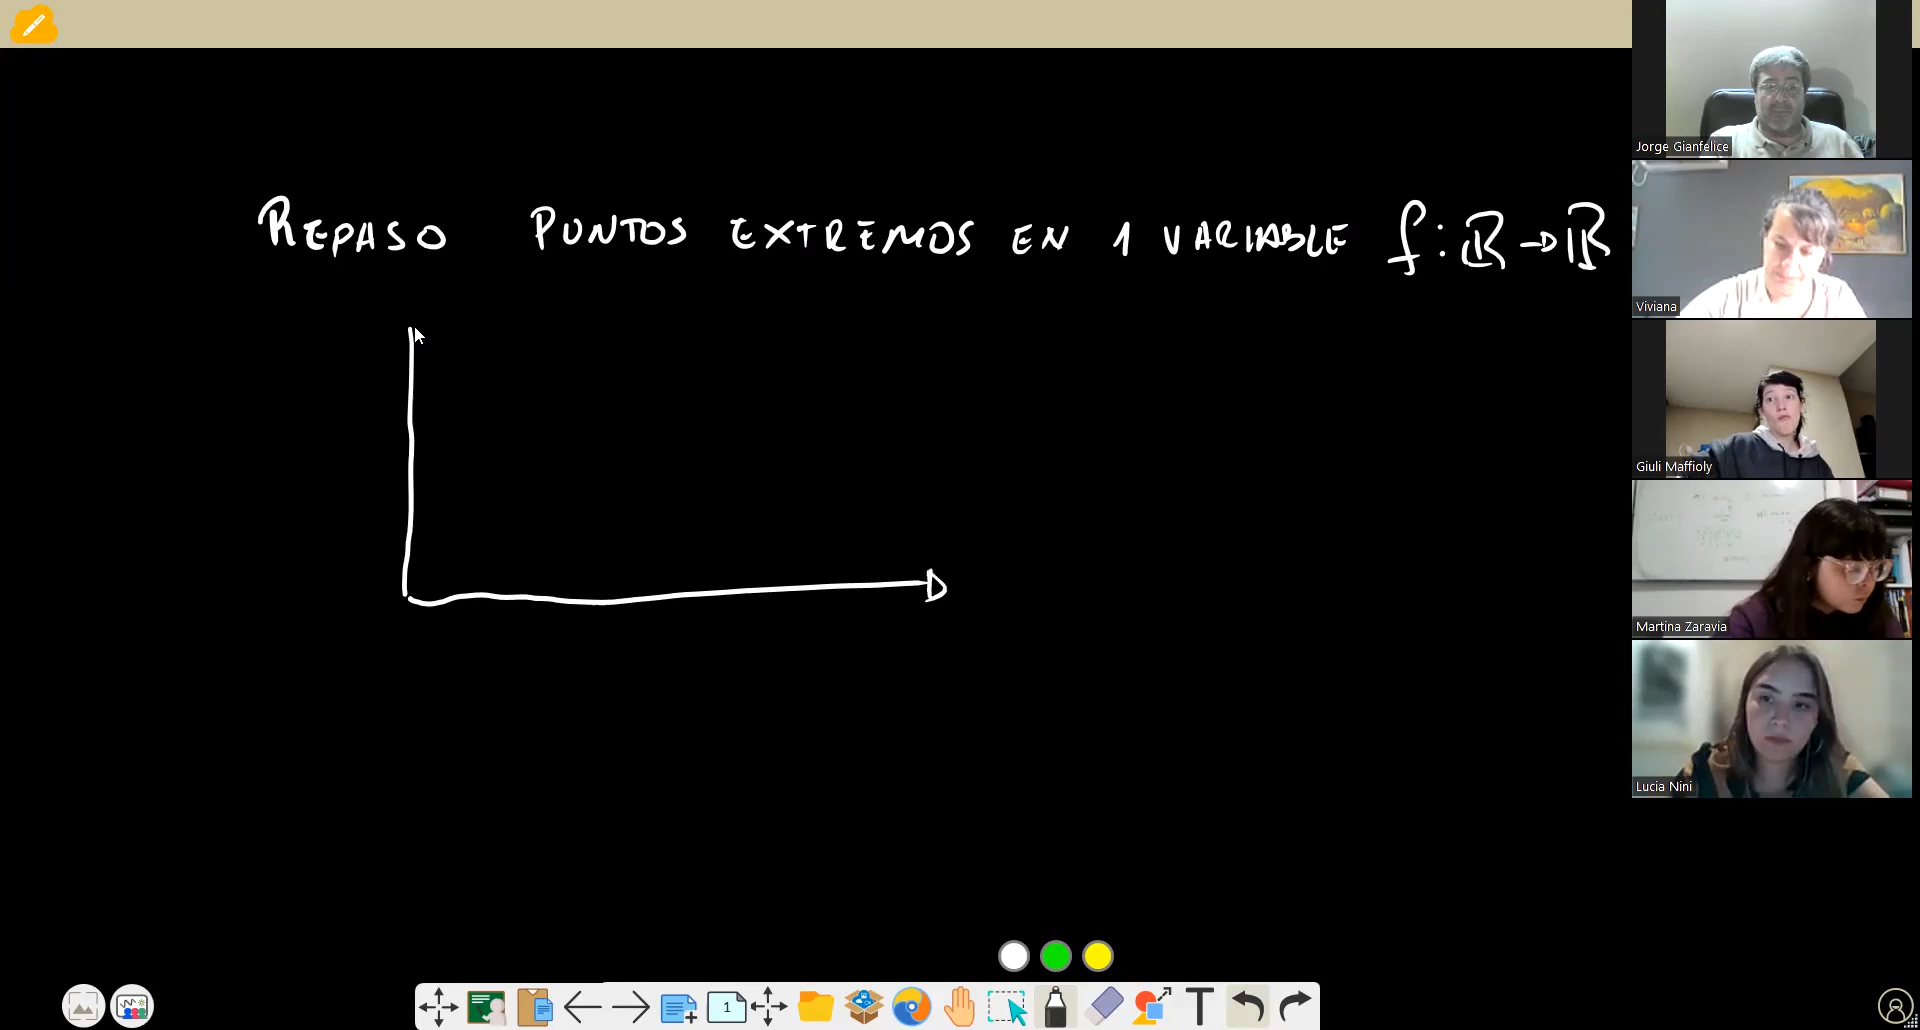 REPASO PUNTOS EXTREMOS EN 1 VARIABLE f: ℝ → ℝ
Jorge Gianfelice
Viviana
Giuli Maffioly
Martina Zaravia
Lucia Nini
1
T